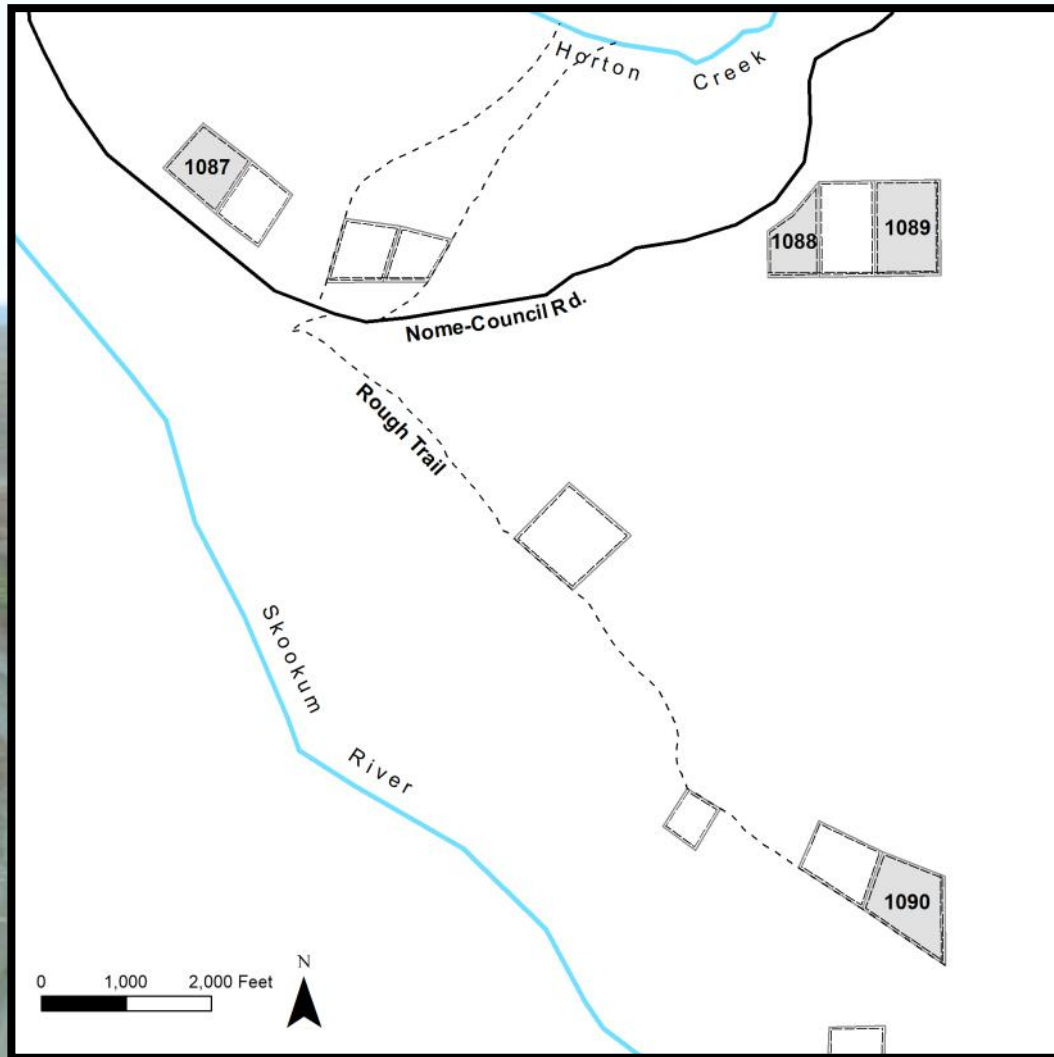 Horton
Creek
1087
1088
1089
Nome-Council Rd.
Rough Trail
Skookum
River
1090
0 1,000 2,000 Feet
N